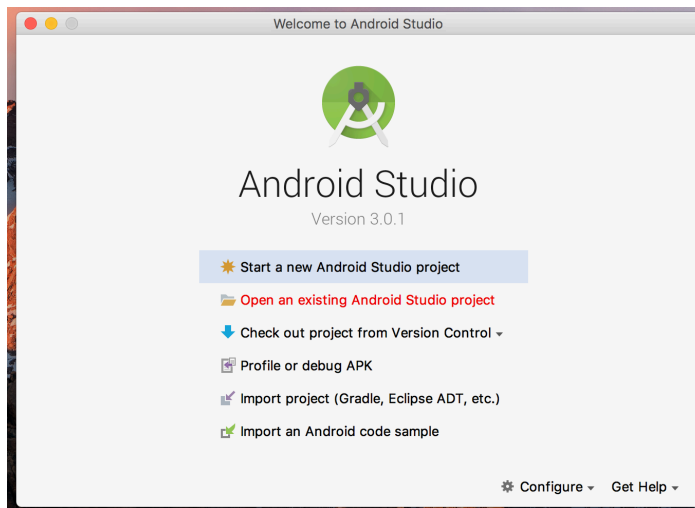 Welcome to Android Studio
Android Studio
Version 3.0.1
Start a new Android Studio project
Open an existing Android Studio project
Check out project from Version Control
Profile or debug APK
Import project (Gradle, Eclipse ADT, etc.)
Import an Android code sample
Configure Get Help